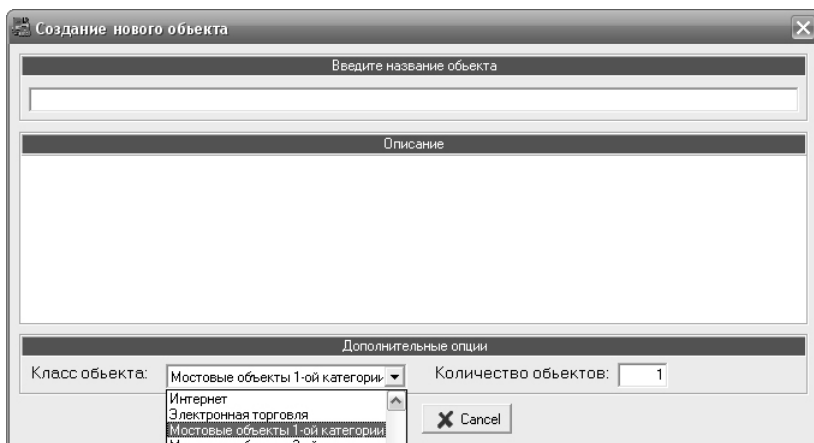 Создание нового обьекта
Введите название обьекта
Описание
Дополнительные опции
Класс обьекта: Мостовые объекты 1-ой категории Количество обьектов: 1
Интернет
Электронная торговля
Мостовые объекты 1-ой категории
Cancel